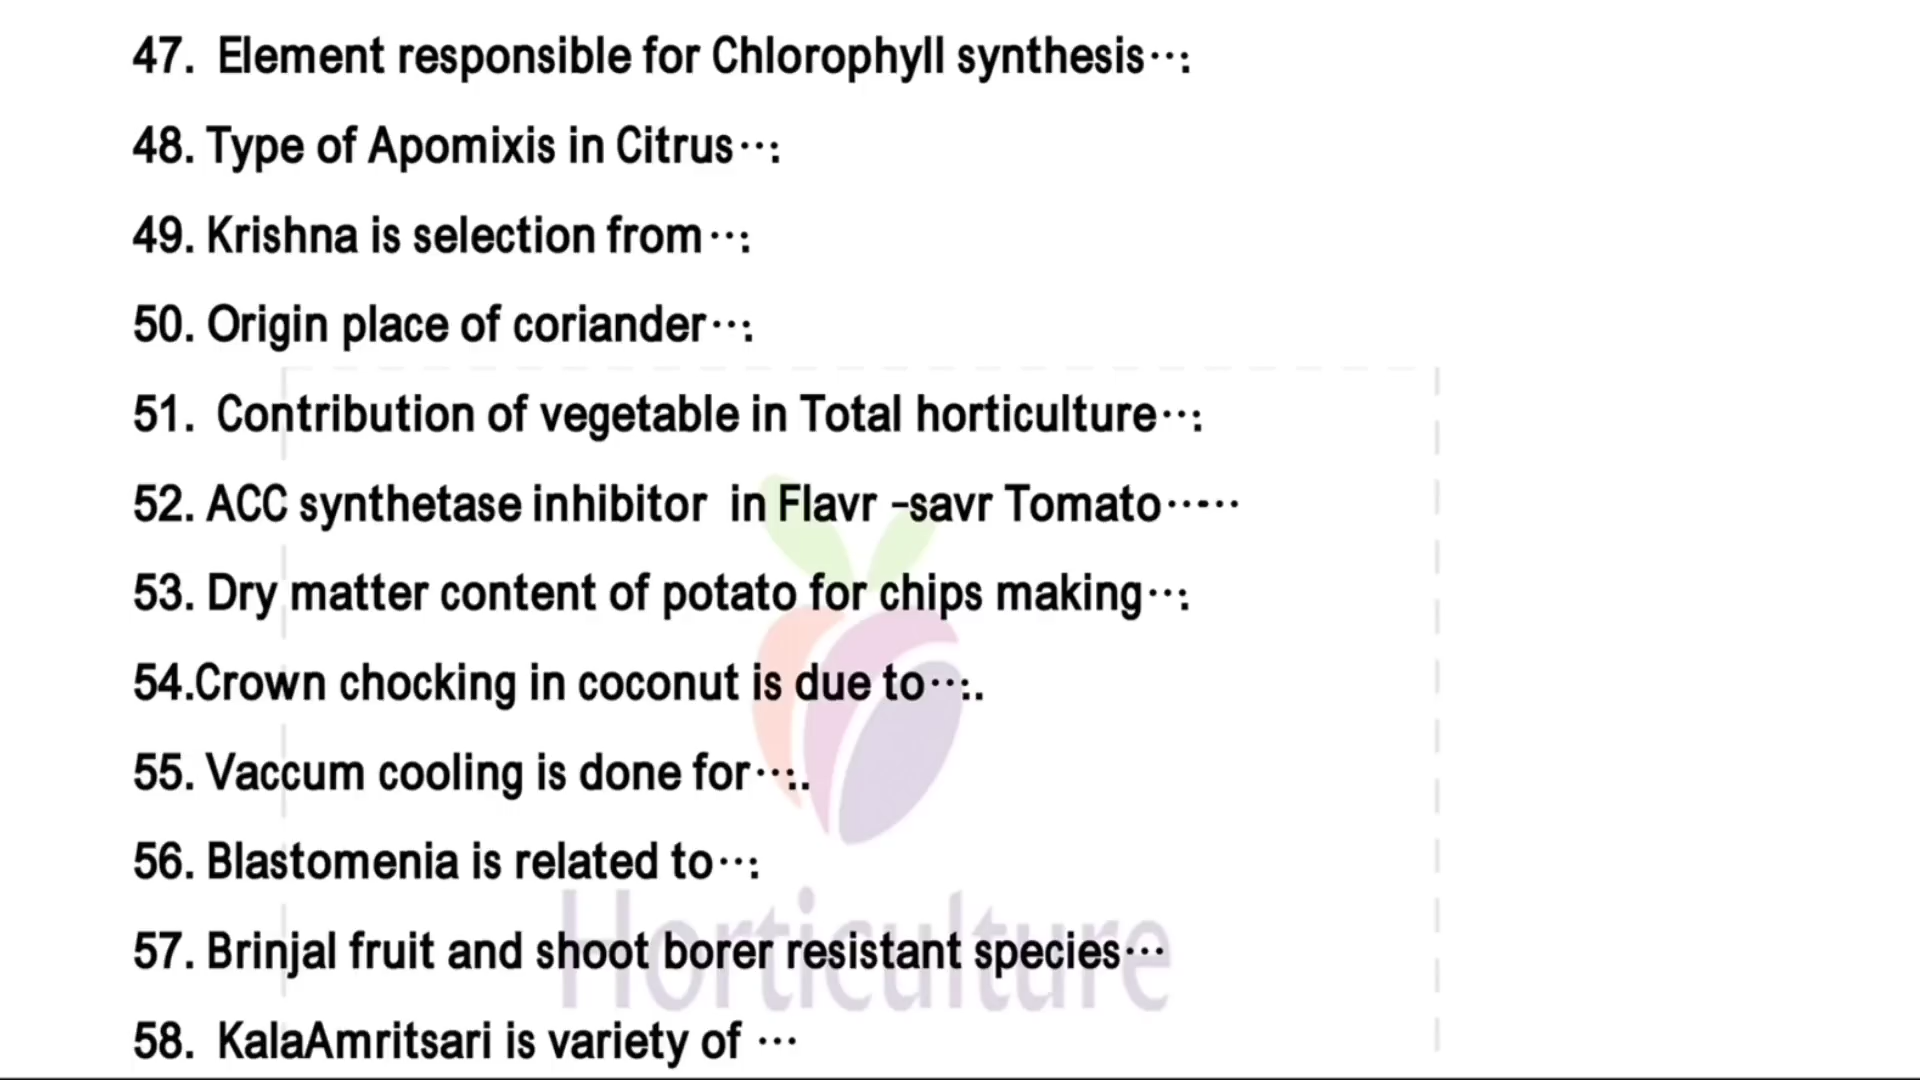 47. Element responsible for Chlorophyll synthesis…:
48. Type of Apomixis in Citrus…:
49. Krishna is selection from…:
50. Origin place of coriander…:
51. Contribution of vegetable in Total horticulture…:
52. ACC synthetase inhibitor in Flavr -savr Tomato……
53. Dry matter content of potato for chips making…:
54.Crown chocking in coconut is due to…:.
55. Vaccum cooling is done for…:.
56. Blastomenia is related to…:
Horticulture
57. Brinjal fruit and shoot borer resistant species…
58. KalaAmritsari is variety of …